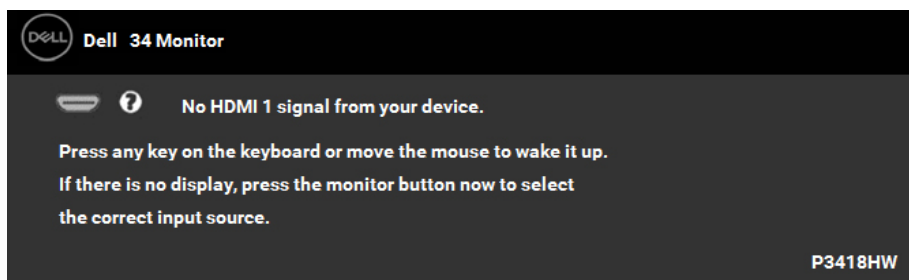 DELL Dell 34 Monitor
? No HDMI 1 signal from your device.
Press any key on the keyboard or move the mouse to wake it up.
If there is no display, press the monitor button now to select
the correct input source.
P3418HW